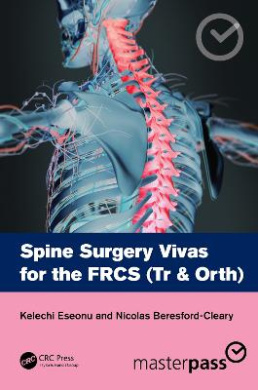 Spine Surgery Vivas
for the FRCS (Tr & Orth)
Kelechi Eseonu and Nicolas Beresford-Cleary
CRC Press
masterpass